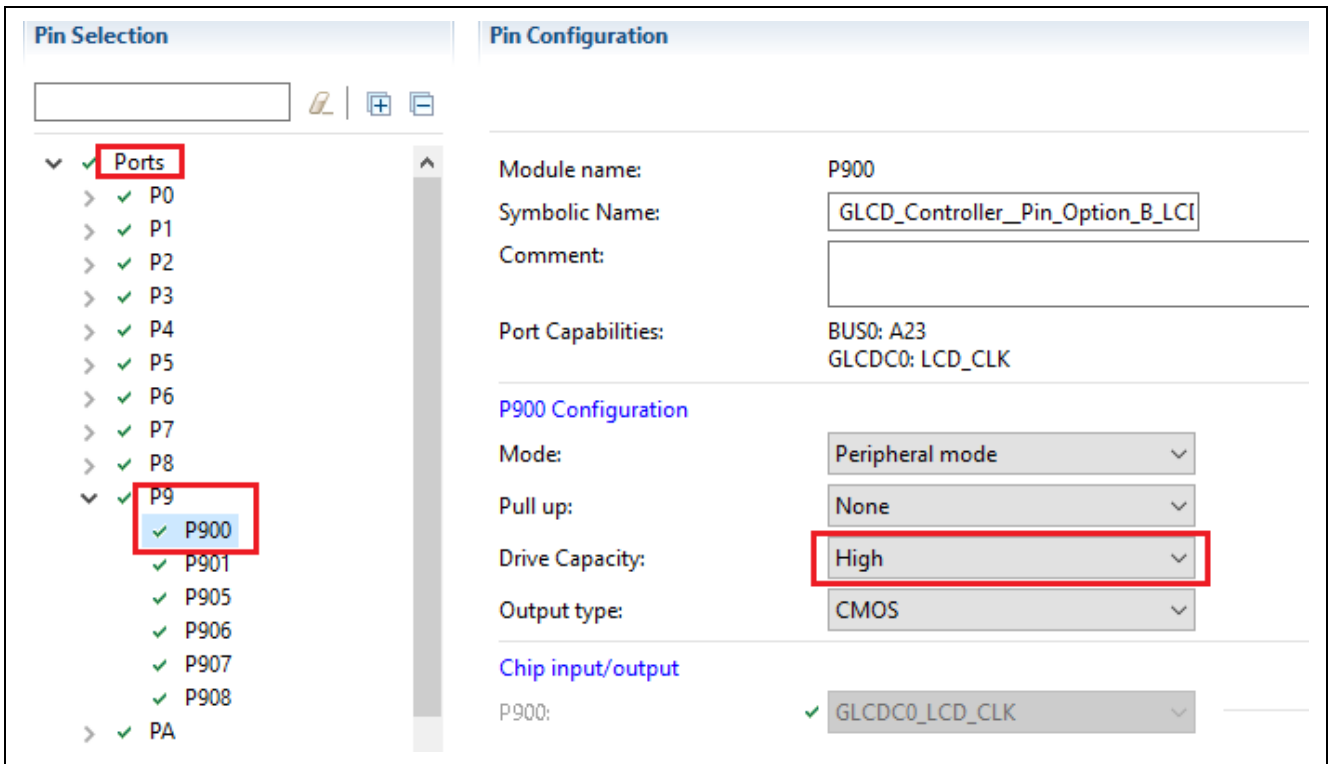 Pin Selection
Ports
P0
P1
P2
P3
P4
P5
P6
P7
P8
P9
P900
P901
P905
P906
P907
P908
PA
Pin Configuration
Module name: P900
Symbolic Name: GLCD_Controller__Pin_Option_B_LC
Comment:
Port Capabilities: BUS0: A23
GLCDC0: LCD_CLK
P900 Configuration
Mode: Peripheral mode
Pull up: None
Drive Capacity: High
Output type: CMOS
Chip input/output
P900: GLCDC0_LCD_CLK